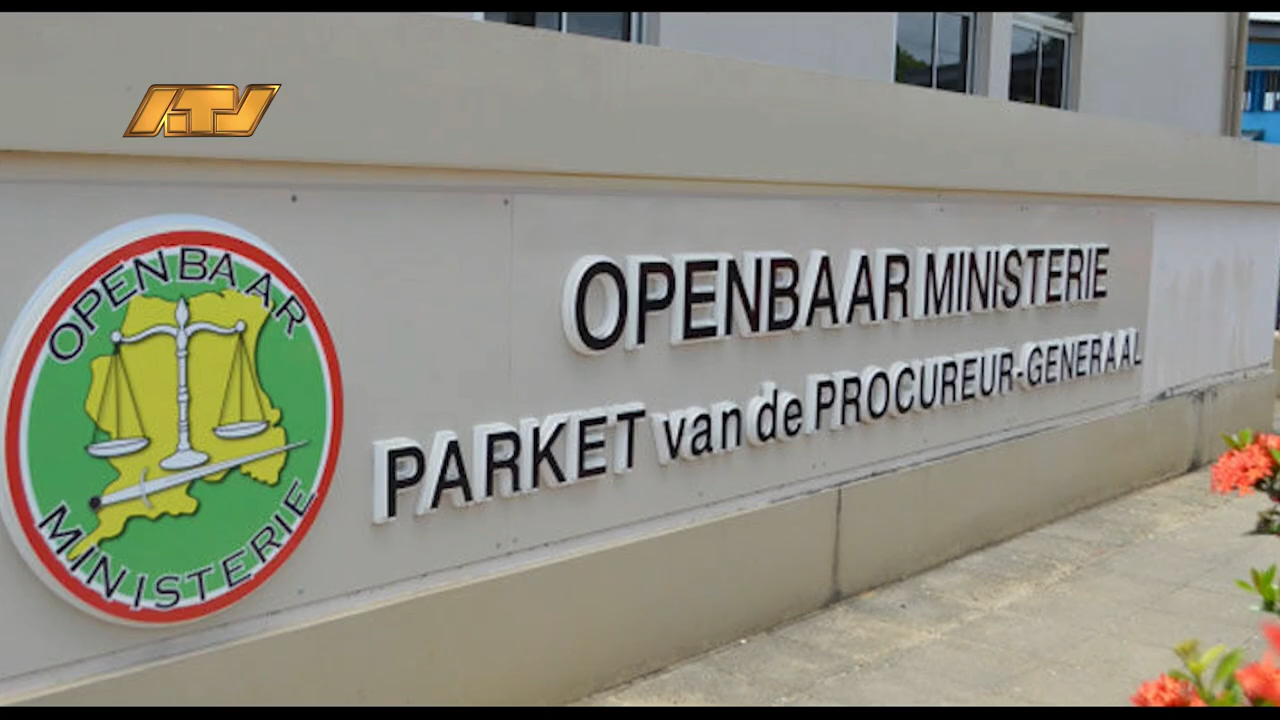 ATV
OPENBAAR
MINISTERIE
OPENBAAR MINISTERIE
PARKET van de PROCUREUR-GENERAAL